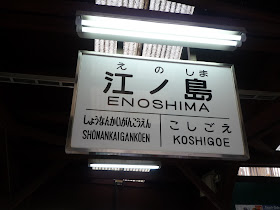 えのしま
江ノ島
ENOSHIMA
しょうなんかいがんこうえん
SHŌNANKAIGANKŌEN
こしごえ
KOSHIGOE